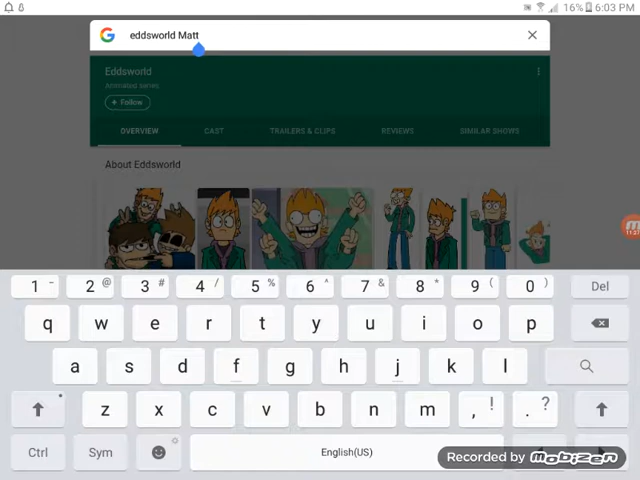 16% 6:03 PM
eddsworld Matt
Eddsworld
Animated series
+ Follow
OVERVIEW CAST TRAILERS & CLIPS REVIEWS SIMILAR SHOWS
About Eddsworld
1 - 2 @ 3 # 4 / 5 % 6 ^ 7 & 8 * 9 ( 0 ) Del
q w e r t y u i o p
a s d f g h j k l
z x c v b n m , ! . ?
Ctrl Sym English(US)
Recorded by mobizen